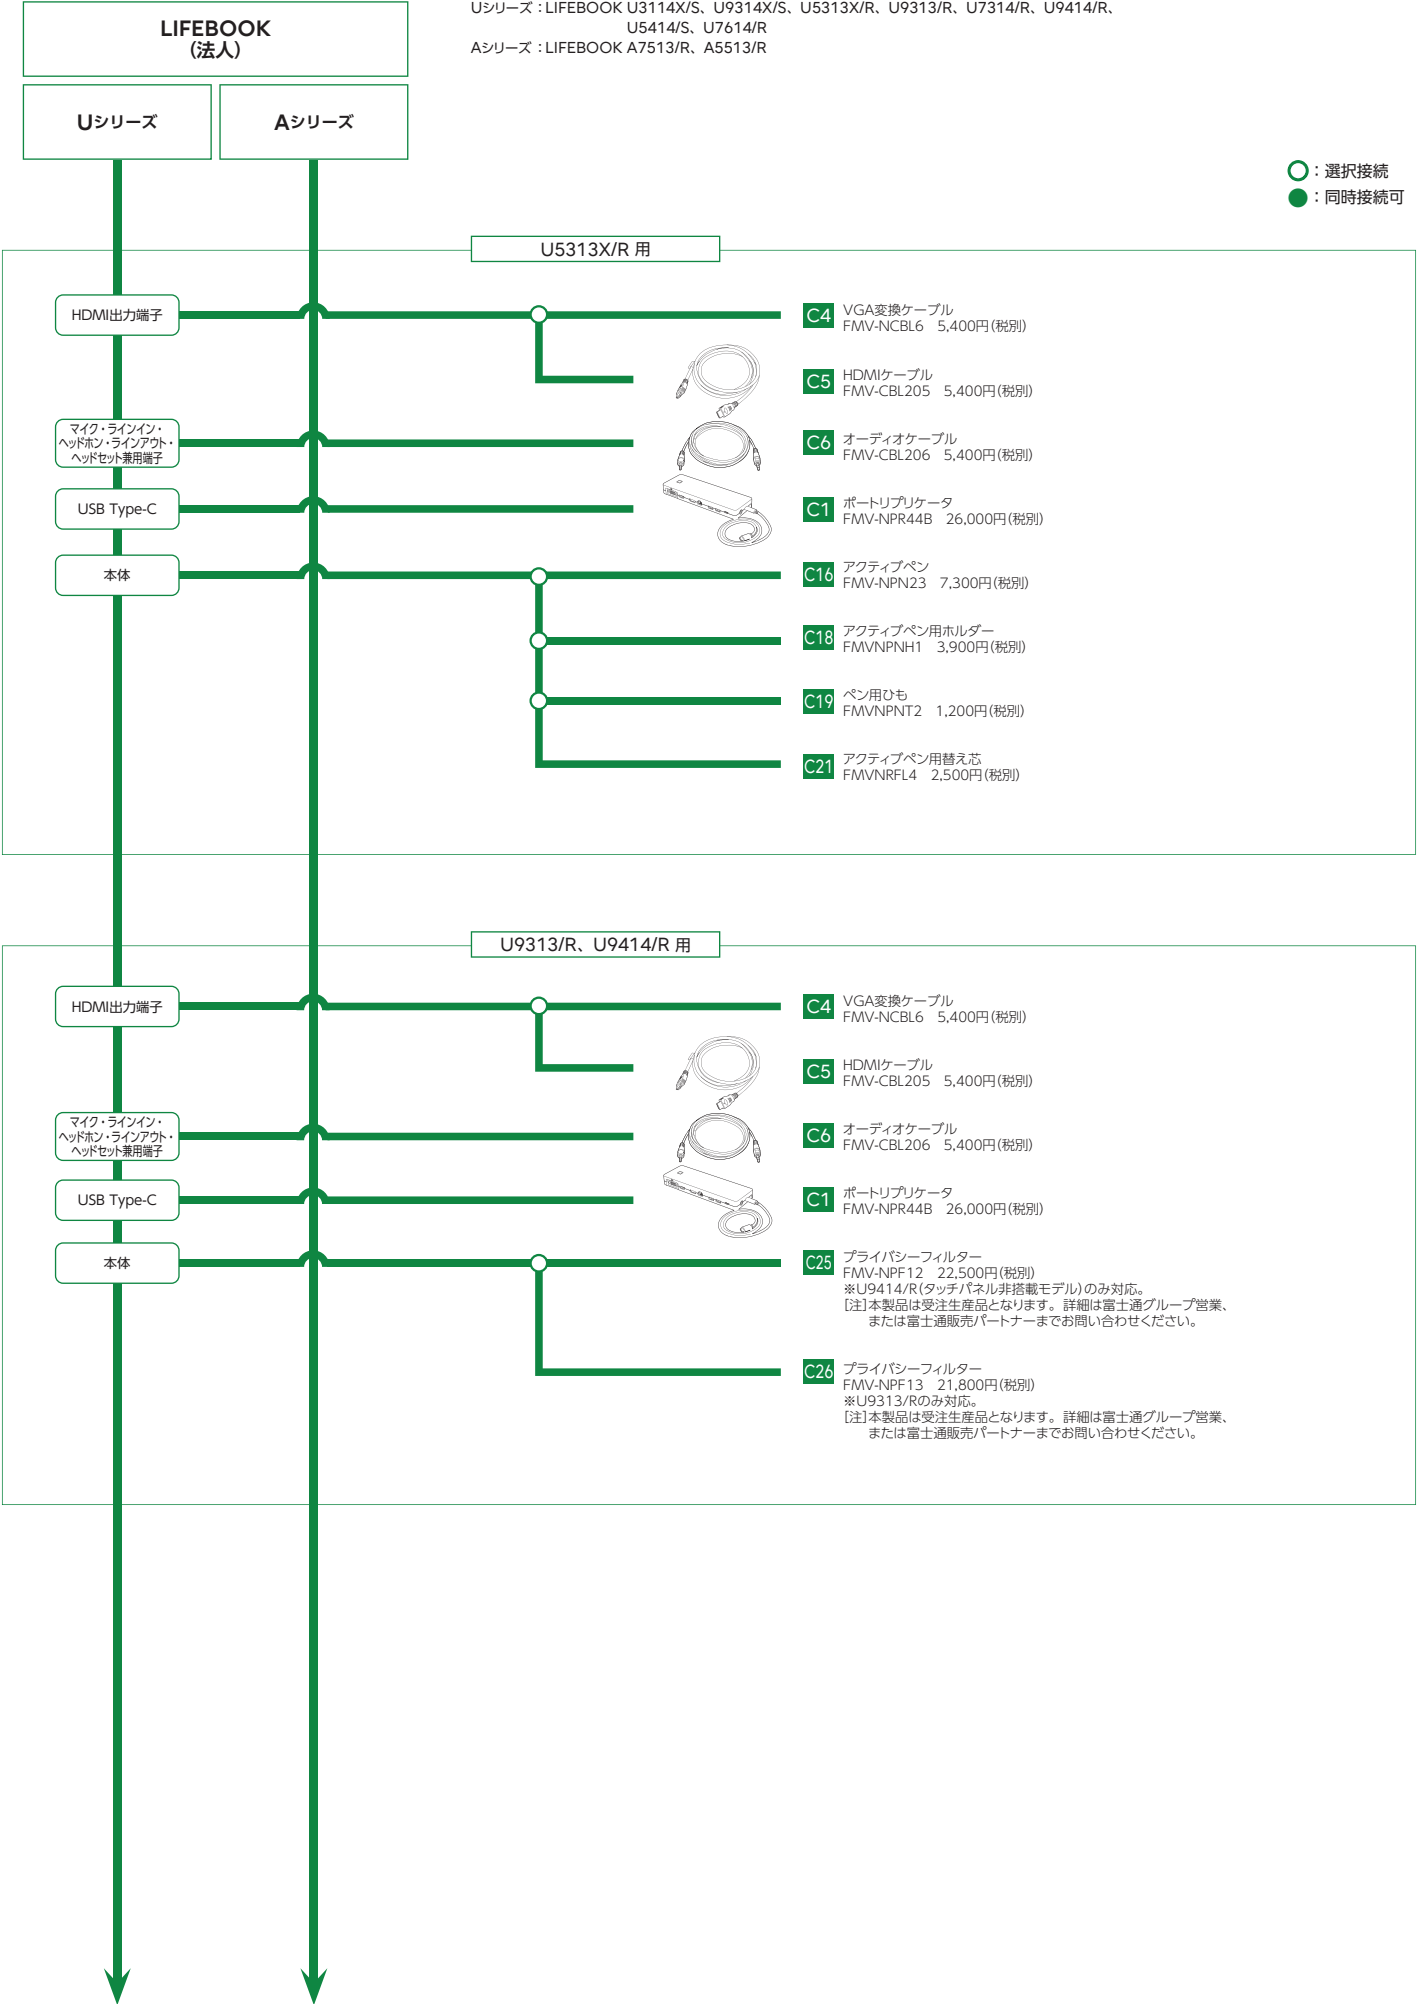 LIFEBOOK
（法人）
Uシリーズ
Aシリーズ
Uシリーズ：LIFEBOOK U3114X/S、U9314X/S、U5313X/R、U9313/R、U7314/R、U9414/R、
U5414/S、U7614/R
Aシリーズ：LIFEBOOK A7513/R、A5513/R
：選択接続
：同時接続可
U5313X/R 用
HDMI出力端子
C4 VGA変換ケーブル
FMV-NCBL6 5,400円（税別）
C5 HDMIケーブル
FMV-CBL205 5,400円（税別）
マイク・ラインイン・
ヘッドホン・ラインアウト・
ヘッドセット兼用端子
C6 オーディオケーブル
FMV-CBL206 5,400円（税別）
USB Type-C
C1 ポートリプリケータ
FMV-NPR44B 26,000円（税別）
本体
C16 アクティブペン
FMV-NPN23 7,300円（税別）
C18 アクティブペン用ホルダー
FMVNPNH1 3,900円（税別）
C19 ペン用ひも
FMVNPNT2 1,200円（税別）
C21 アクティブペン用替え芯
FMVNRFL4 2,500円（税別）
U9313/R、U9414/R 用
HDMI出力端子
C4 VGA変換ケーブル
FMV-NCBL6 5,400円（税別）
C5 HDMIケーブル
FMV-CBL205 5,400円（税別）
マイク・ラインイン・
ヘッドホン・ラインアウト・
ヘッドセット兼用端子
C6 オーディオケーブル
FMV-CBL206 5,400円（税別）
USB Type-C
C1 ポートリプリケータ
FMV-NPR44B 26,000円（税別）
本体
C25 プライバシーフィルター
FMV-NPF12 22,500円（税別）
※U9414/R（タッチパネル非搭載モデル）のみ対応。
［注］本製品は受注生産品となります。詳細は富士通グループ営業、
または富士通販売パートナーまでお問い合わせください。
C26 プライバシーフィルター
FMV-NPF13 21,800円（税別）
※U9313/Rのみ対応。
［注］本製品は受注生産品となります。詳細は富士通グループ営業、
または富士通販売パートナーまでお問い合わせください。